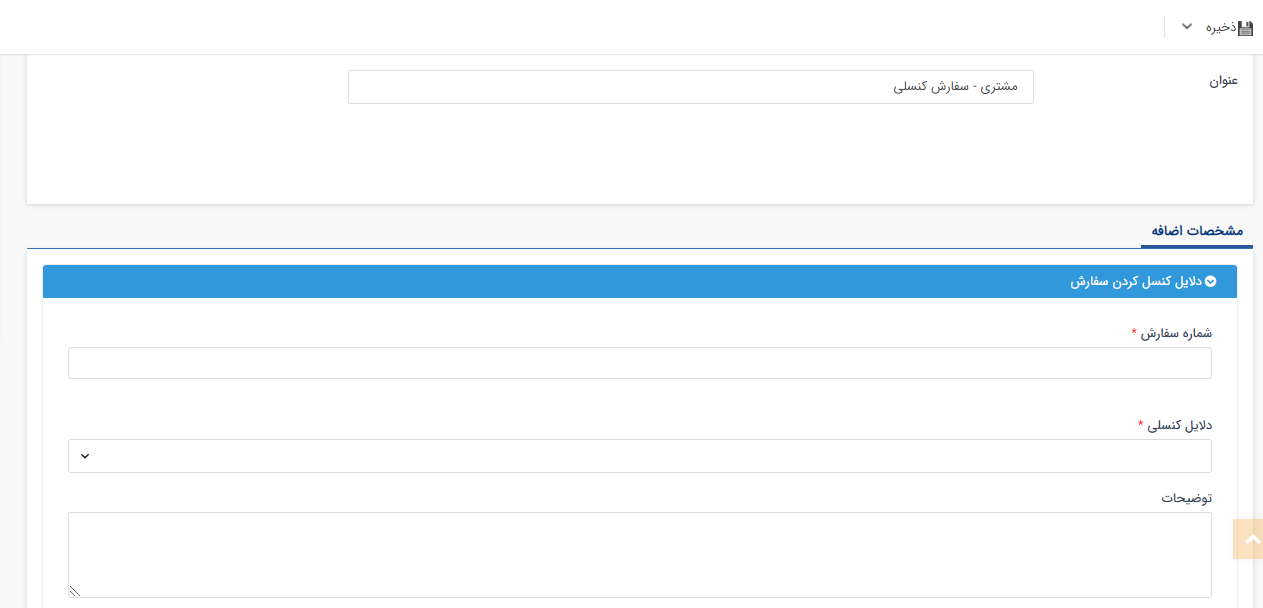 ذخیره
عنوان
مشتری - سفارش کنسلی
مشخصات اضافه
دلایل کنسل کردن سفارش
شماره سفارش *
دلایل کنسلی *
توضیحات